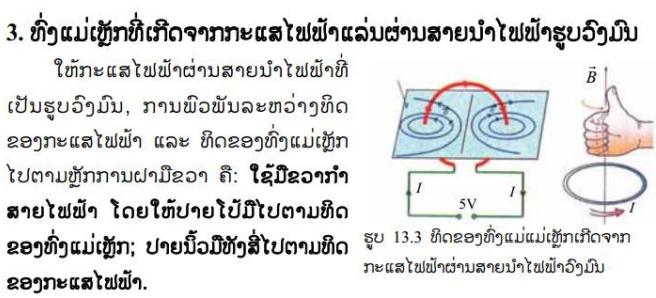 3. ທົ່ງແມ່ເຫຼັກທີ່ເກີດຈາກກະແສໄຟຟ້າແລ່ນຜ່ານສາຍນຳໄຟຟ້າຮູບວົງມົນ
ໃຫ້ກະແສໄຟຟ້າຜ່ານສາຍນຳໄຟຟ້າທີ່
ເປັນຮູບວົງມົນ, ການພົວພັນລະຫວ່າງທິດ
ຂອງກະແສໄຟຟ້າ ແລະ ທິດຂອງທົ່ງແມ່ເຫຼັກ
ໄປຕາມຫຼັກການຝາມືຂວາ ຄື: ໃຊ້ມືຂວາກຳ
ສາຍໄຟຟ້າ ໂດຍໃຫ້ປາຍໂປ້ມືໄປຕາມທິດ
ຂອງທົ່ງແມ່ເຫຼັກ; ປາຍນິ້ວມືທັງສີ່ໄປຕາມທິດ
ຂອງກະແສໄຟຟ້າ.
B⃗
I
I
5V
I
ຮູບ 13.3 ທິດຂອງທົ່ງແມ່ແມ່ເຫຼັກເກີດຈາກ
ກະແສໄຟຟ້າຜ່ານສາຍນຳໄຟຟ້າວົງມົນ